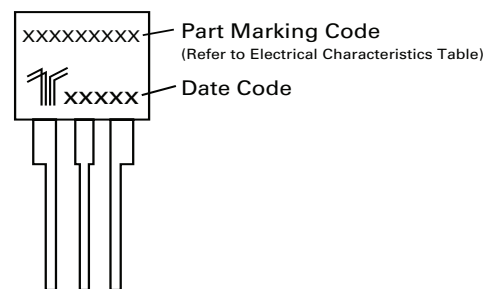 xxxxxxxxx
Part Marking Code
(Refer to Electrical Characteristics Table)
xxxxx
Date Code